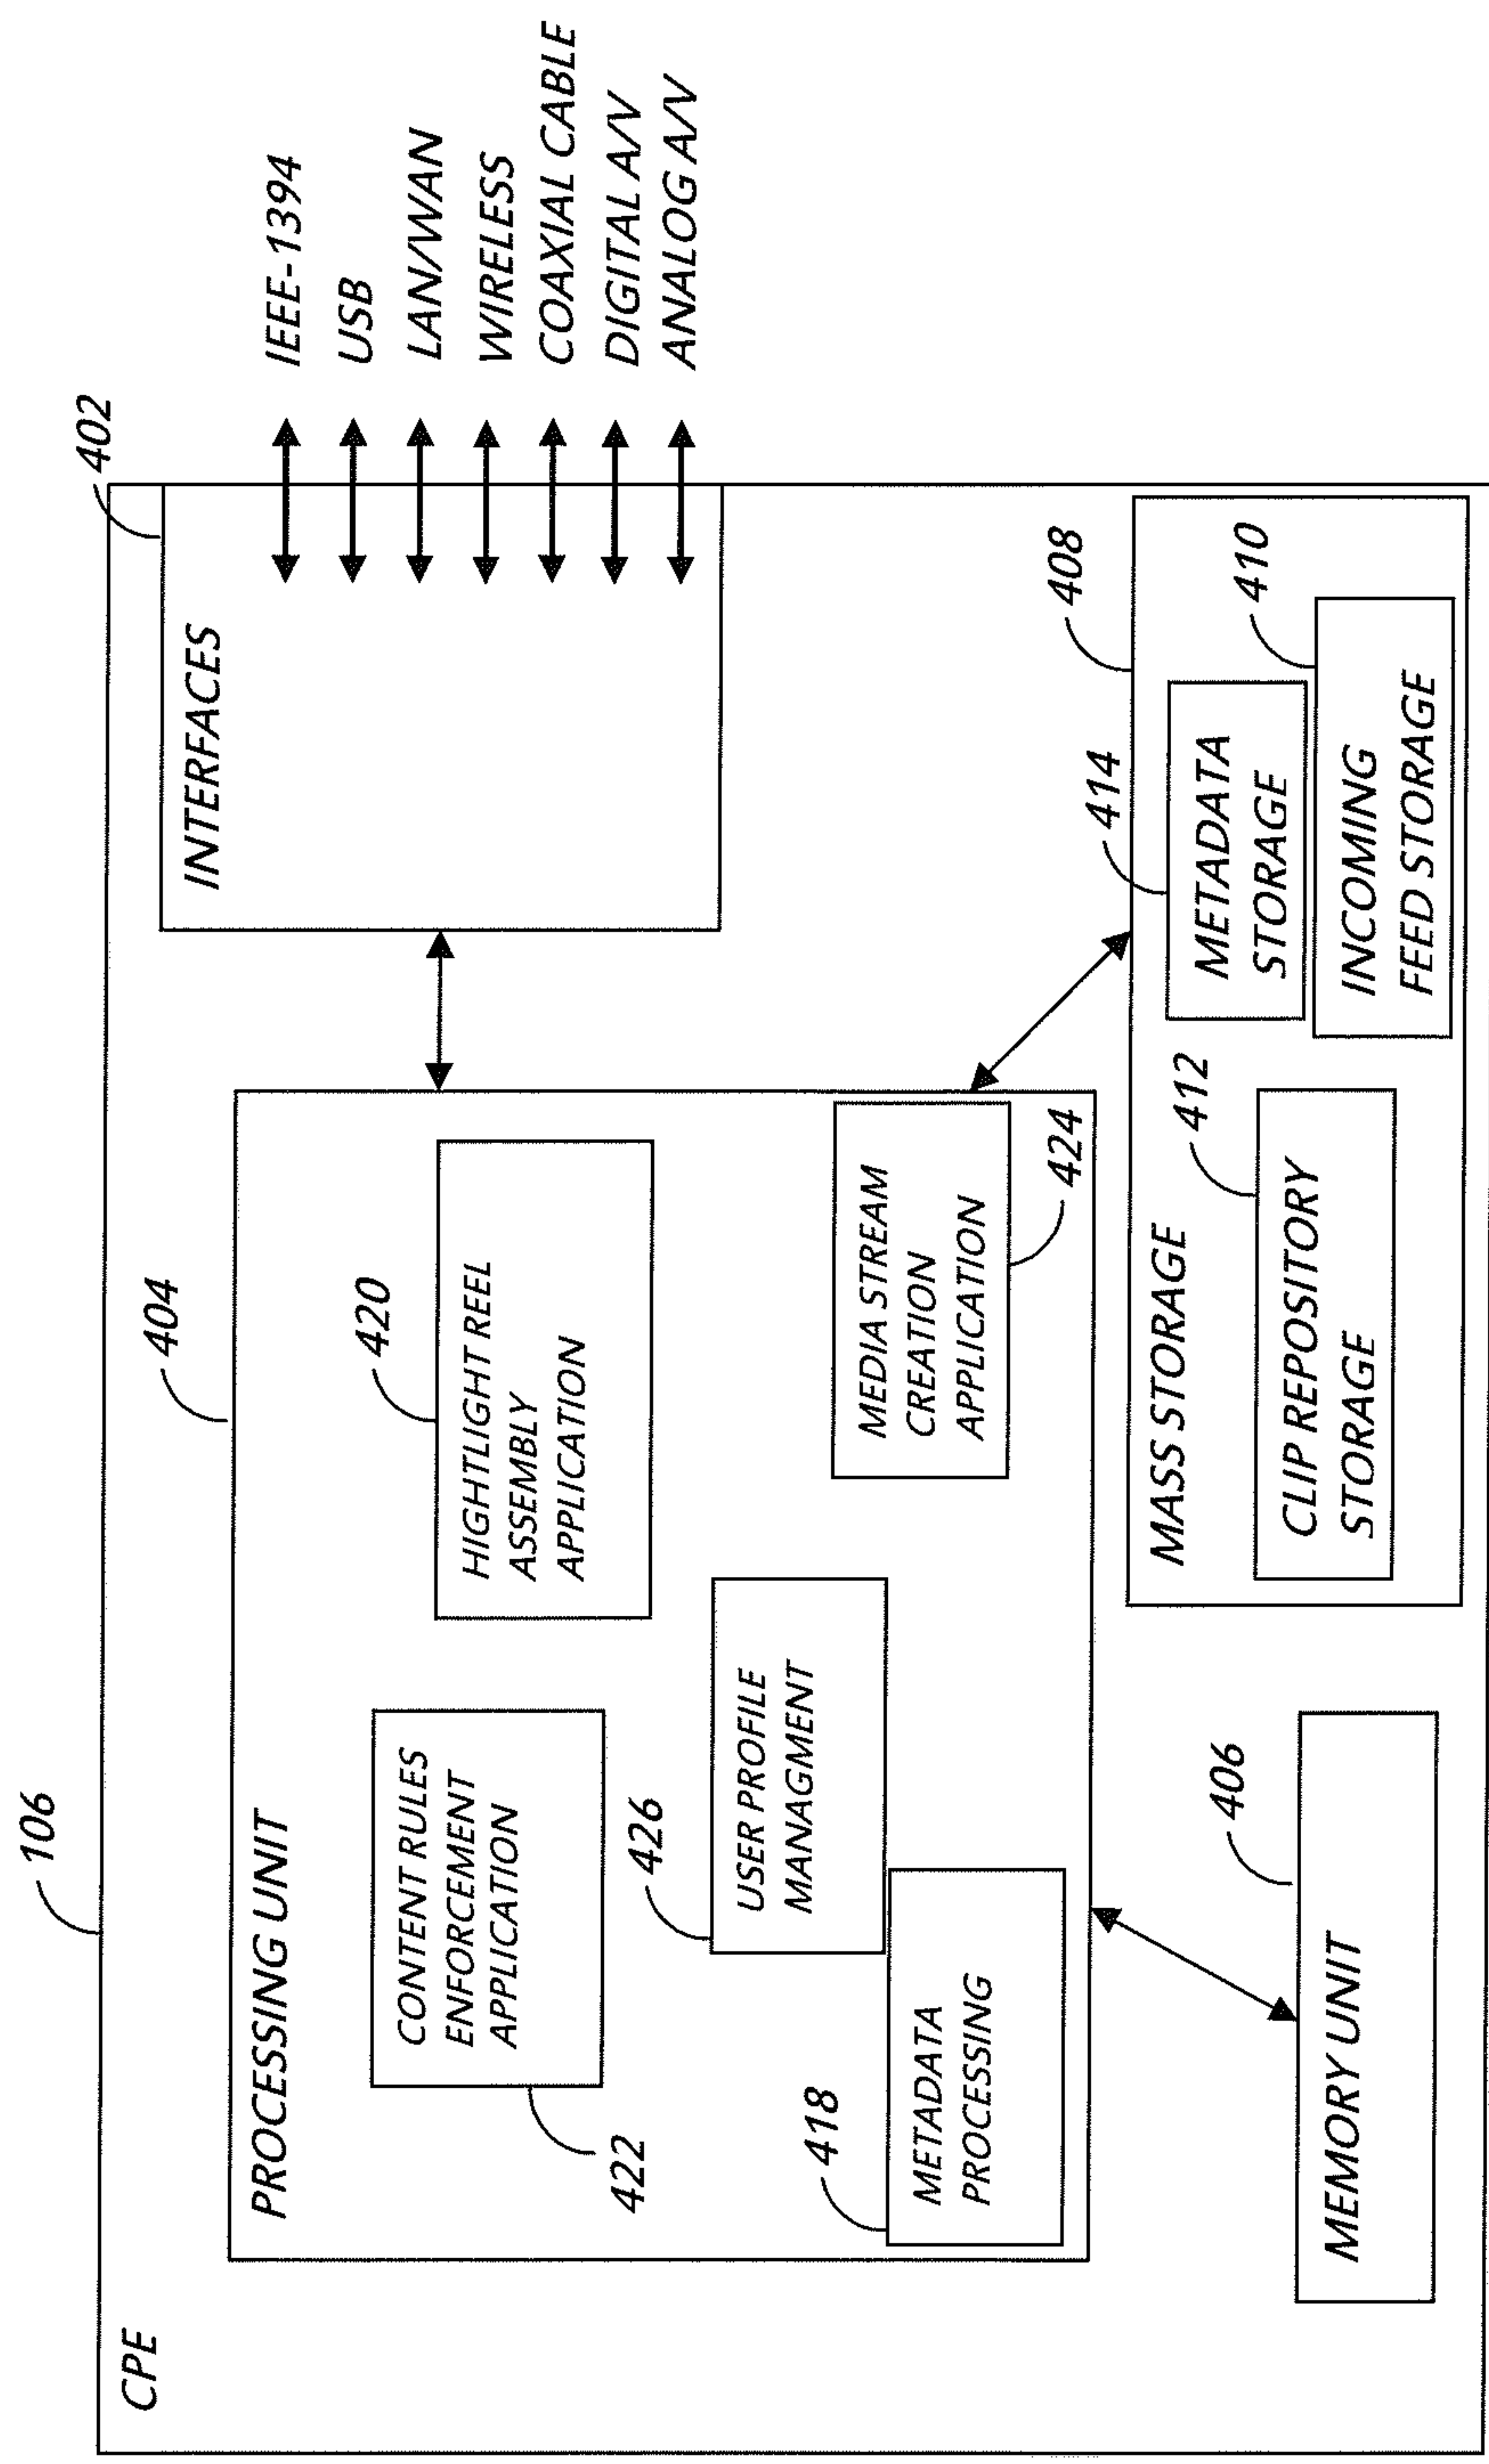 106
CPE
404
PROCESSING UNIT
CONTENT RULES
ENFORCEMENT
APPLICATION
422
420
HIGHTLIGHT REEL
ASSEMBLY
APPLICATION
426
USER PROFILE
MANAGMENT
418
METADATA
PROCESSING
MEDIA STREAM
CREATION
APPLICATION
424
402
INTERFACES
IEEE-1394
USB
LAN/WAN
WIRELESS
COAXIAL CABLE
DIGITAL A/V
ANALOG A/V
406
MEMORY UNIT
408
MASS STORAGE
412
CLIP REPOSITORY
STORAGE
414
METADATA
STORAGE
410
INCOMING
FEED STORAGE